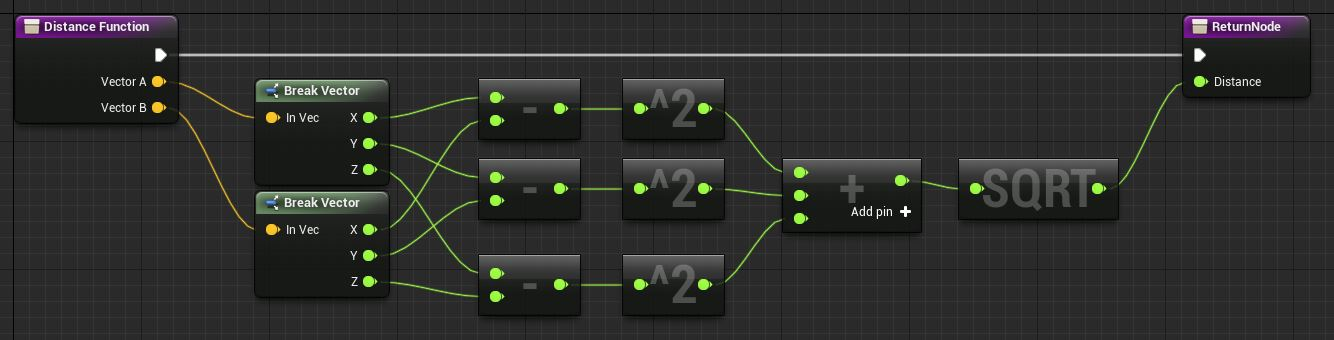 Distance Function
Vector A
Vector B
Break Vector
In Vec X
Y
Z
Break Vector
In Vec X
Y
Z
-
-
-
^2
^2
^2
+
Add pin +
SQRT
ReturnNode
Distance